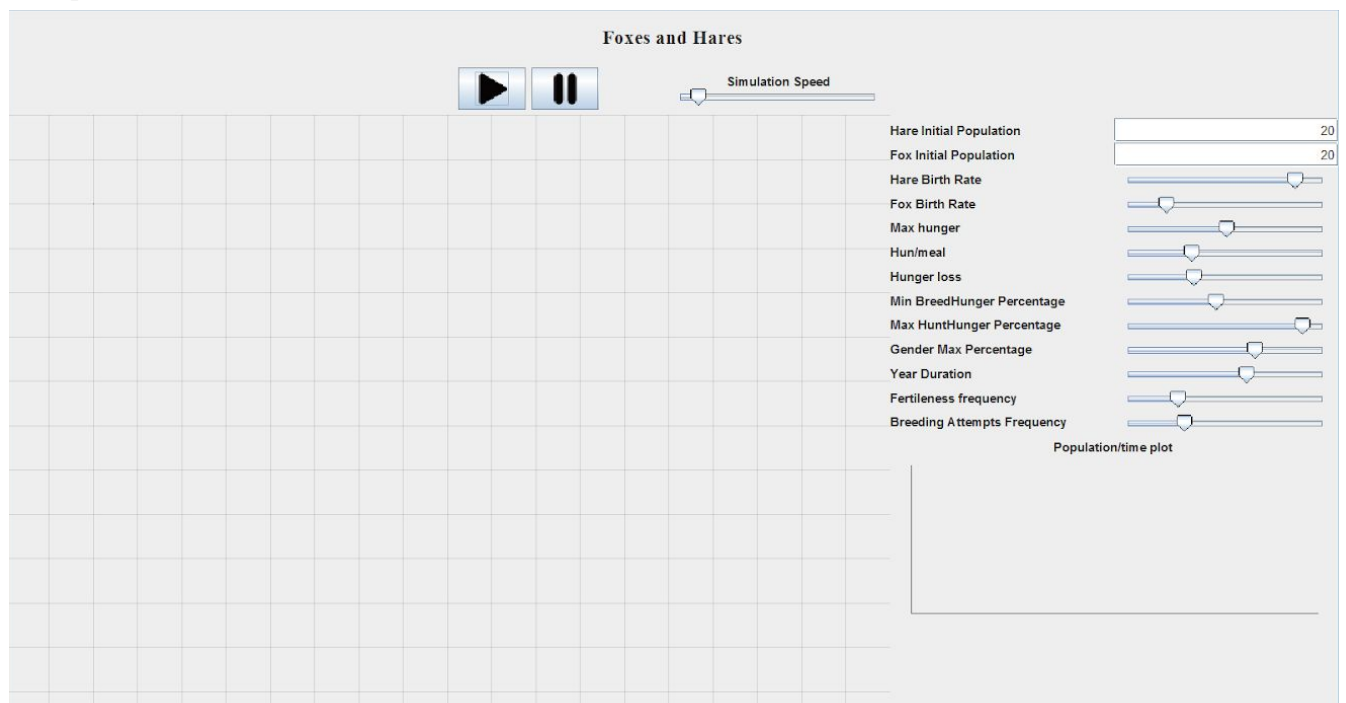 Foxes and Hares
Simulation Speed
Hare Initial Population 20
Fox Initial Population 20
Hare Birth Rate
Fox Birth Rate
Max hunger
Hun/meal
Hunger loss
Min BreedHunger Percentage
Max HuntHunger Percentage
Gender Max Percentage
Year Duration
Fertileness frequency
Breeding Attempts Frequency
Population/time plot